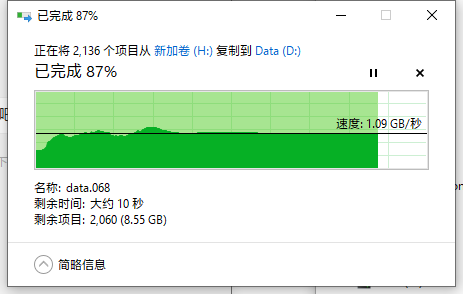 已完成 87%
正在将 2,136 个项目从 新加卷 (H:) 复制到 Data (D:)
已完成 87%
速度: 1.09 GB/秒
名称: data.068
剩余时间: 大约 10 秒
剩余项目: 2,060 (8.55 GB)
简略信息